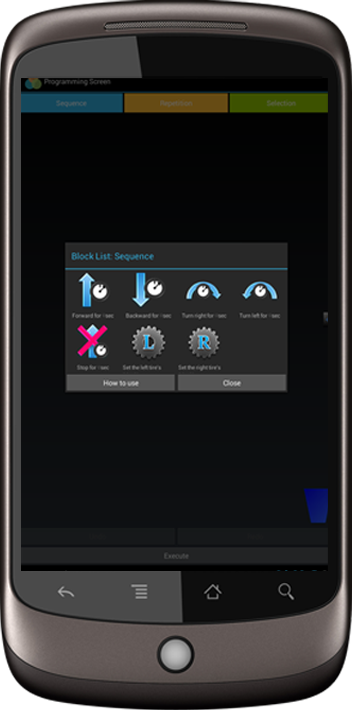 Programming Screen
Sequence Repetition Selection
Block List: Sequence
Forward for ○sec Backward for ○sec Turn right for ○sec Turn left for ○sec
L R
Stop for ○sec Set the left tire's Set the right tire's
How to use Close
Execute